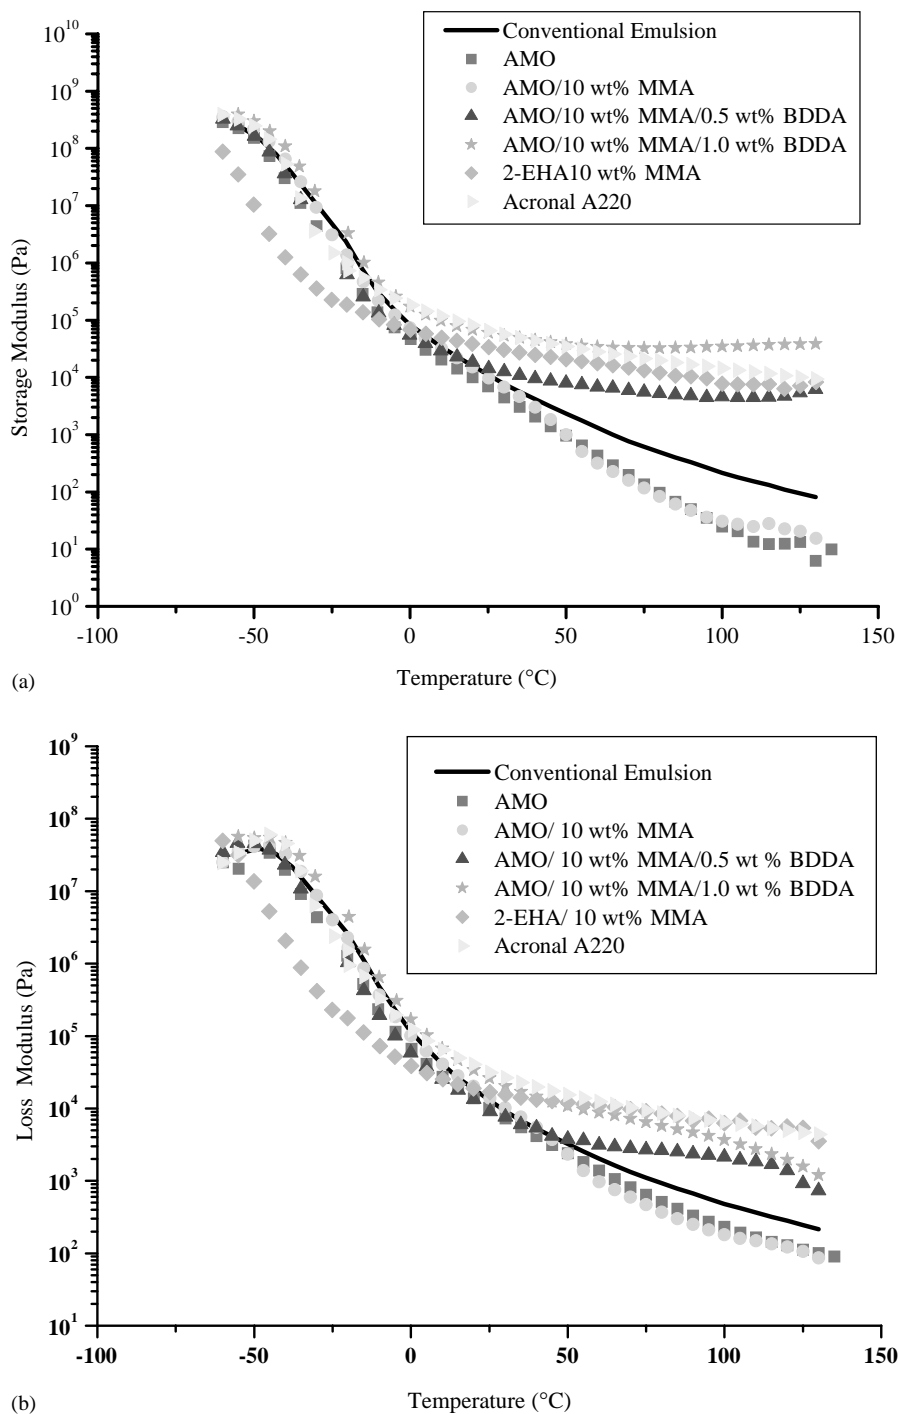 Conventional Emulsion
AMO
AMO/10 wt% MMA
AMO/10 wt% MMA/0.5 wt% BDDA
AMO/10 wt% MMA/1.0 wt% BDDA
2-EHA10 wt% MMA
Acronal A220
Storage Modulus (Pa)
10^10
10^9
10^8
10^7
10^6
10^5
10^4
10^3
10^2
10^1
10^0
-100 -50 0 50 100 150
Temperature (°C)
(a)
Conventional Emulsion
AMO
AMO/ 10 wt% MMA
AMO/ 10 wt% MMA/0.5 wt % BDDA
AMO/ 10 wt% MMA/1.0 wt % BDDA
2-EHA/ 10 wt% MMA
Acronal A220
Loss Modulus (Pa)
10^9
10^8
10^7
10^6
10^5
10^4
10^3
10^2
10^1
-100 -50 0 50 100 150
Temperature (°C)
(b)